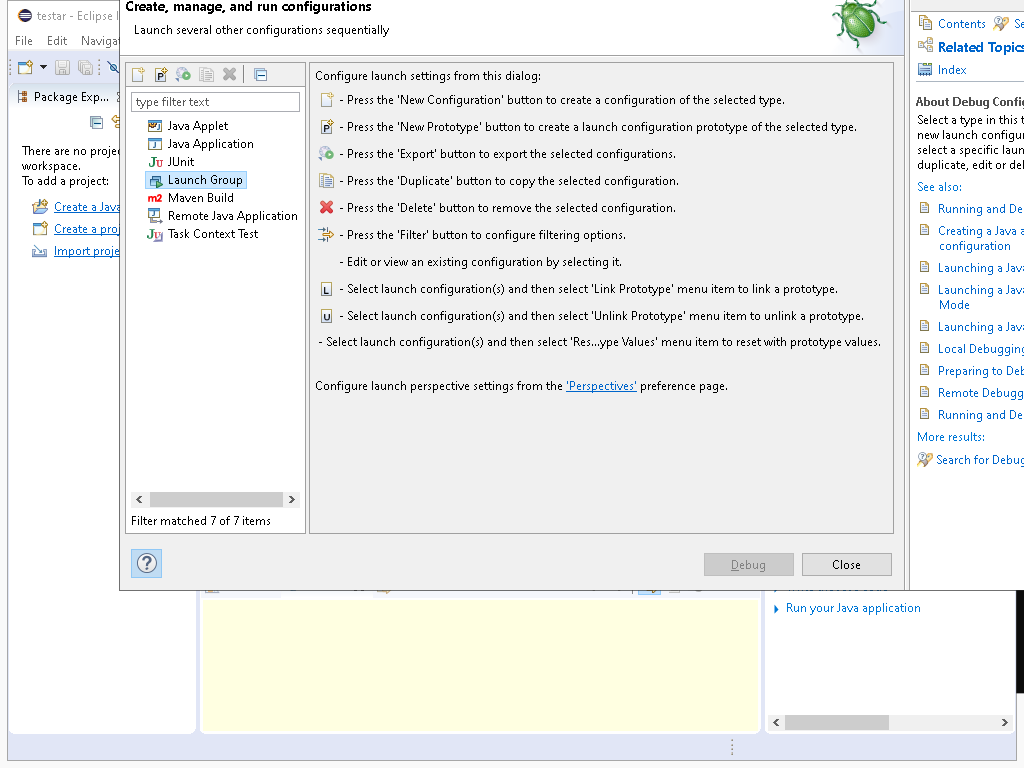 testar - Eclipse
File Edit Navigat
Package Exp...
There are no proje
workspace.
To add a project:
Create a Java
Create a proj
Import proje
Create, manage, and run configurations
Launch several other configurations sequentially
type filter text
Java Applet
Java Application
JUnit
Launch Group
Maven Build
Remote Java Application
Task Context Test
Filter matched 7 of 7 items
Configure launch settings from this dialog:
- Press the 'New Configuration' button to create a configuration of the selected type.
- Press the 'New Prototype' button to create a launch configuration prototype of the selected type.
- Press the 'Export' button to export the selected configurations.
- Press the 'Duplicate' button to copy the selected configuration.
- Press the 'Delete' button to remove the selected configuration.
- Press the 'Filter' button to configure filtering options.
- Edit or view an existing configuration by selecting it.
- Select launch configuration(s) and then select 'Link Prototype' menu item to link a prototype.
- Select launch configuration(s) and then select 'Unlink Prototype' menu item to unlink a prototype.
- Select launch configuration(s) and then select 'Res...ype Values' menu item to reset with prototype values.
Configure launch perspective settings from the 'Perspectives' preference page.
Debug
Close
Contents Se
Related Topics
Index
About Debug Config
Select a type in this t
new launch configur
select a specific laun
duplicate, edit or del
See also:
Running and De
Creating a Java a
configuration
Launching a Java
Launching a Java
Mode
Launching a Java
Local Debugging
Preparing to Deb
Remote Debugg
Running and De
More results:
Search for Debug
Run your Java application